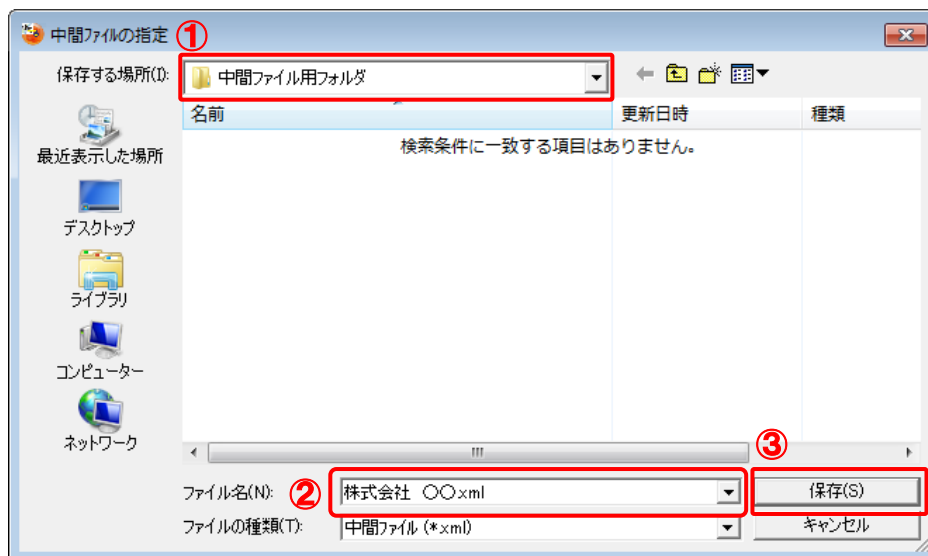 中間ファイルの指定 ①
保存する場所(I):
中間ファイル用フォルダ
名前 更新日時 種類
検索条件に一致する項目はありません。
最近表示した場所
デスクトップ
ライブラリ
コンピューター
ネットワーク
③
ファイル名(N): ② 株式会社 ○○.xml 保存(S)
ファイルの種類(T): 中間ファイル (*.xml) キャンセル